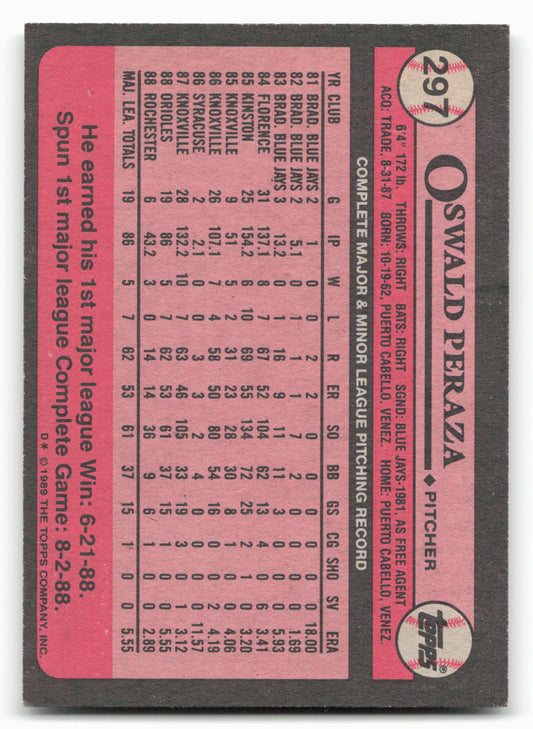 297
OSWALD PERAZA ♦ PITCHER
topps
6'4" 172 lb. THROWS: RIGHT BATS: RIGHT SGND: BLUE JAYS-1981, AS FREE AGENT
ACQ: TRADE, 8-31-87 BORN: 10-19-62, PUERTO CABELLO, VENEZ. HOME: PUERTO CABELLO, VENEZ.
COMPLETE MAJOR & MINOR LEAGUE PITCHING RECORD
YR CLUB G IP W L R ER SO BB GS CG SHO SV ERA
81 BRAD. BLUE JAYS 2 1 0 0 2 2 0 0 0 0 0 18.00
82 BRAD. BLUE JAYS 2 5.1 0 0 1 1 7 2 0 0 0 0 1.69
83 BRAD. BLUE JAYS 3 13.2 1 16 9 11 11 3 0 0 0 5.93
84 FLORENCE 31 137.1 8 7 67 52 104 62 13 4 0 0 3.41
85 KINSTON 25 154.2 6 10 69 55 134 72 25 2 1 0 3.20
85 KNOXVILLE 9 51 5 2 31 23 28 30 8 1 0 0 4.06
86 KNOXVILLE 26 107.1 7 4 58 50 80 54 16 0 0 2 4.19
86 SYRACUSE 2 2.1 0 0 3 3 4 4 0 0 0 0 11.57
87 KNOXVILLE 28 132.2 10 63 46 105 33 19 1 3.12
88 ORIOLES 19 86 5 7 62 53 61 37 15 1 0 0 5.55
88 ROCHESTER 6 43.2 14 36 9 6 0 0 2.89
MAJ. LEA. TOTALS 19 86 5 7 62 53 61 37 15 1 0 0 5.55
He earned his 1st major league Win: 6-21-88.
Spun 1st major league Complete Game: 8-2-88.
D* © 1989 THE TOPPS COMPANY, INC.